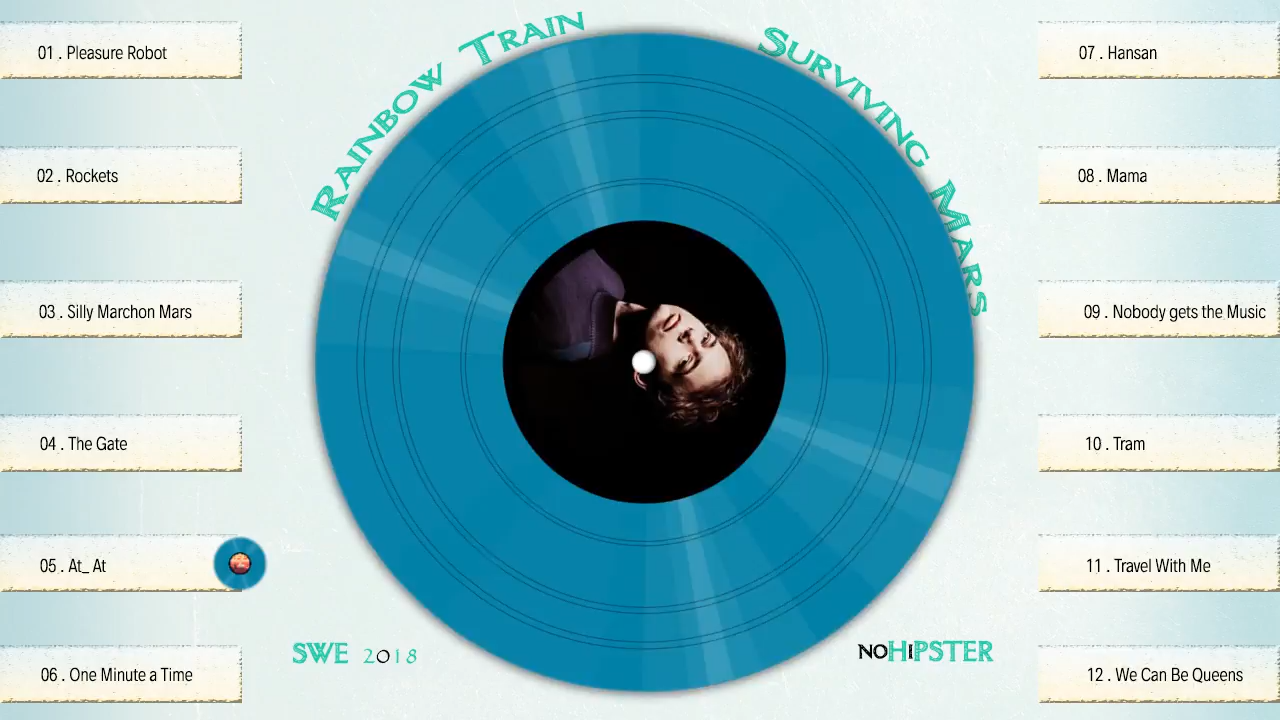 Rainbow Train
Surviving Mars
01 . Pleasure Robot
02 . Rockets
03 . Silly Marchon Mars
04 . The Gate
05 . At_ At
06 . One Minute a Time
07 . Hansan
08 . Mama
09 . Nobody gets the Music
10 . Tram
11 . Travel With Me
12 . We Can Be Queens
SWE 2018
NOHiPSTER